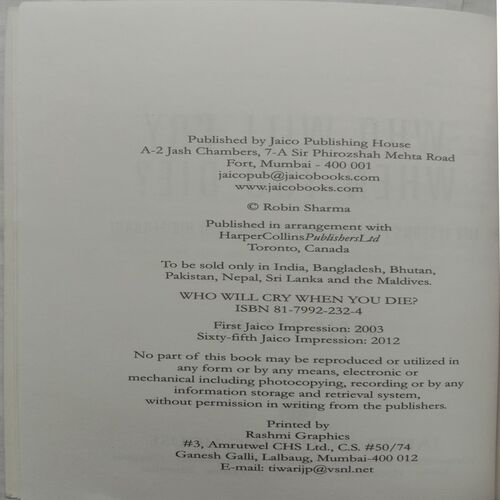 Published by Jaico Publishing House
A-2 Jash Chambers, 7-A Sir Phirozshah Mehta Road
Fort, Mumbai - 400 001
jaicopub@jaicobooks.com
www.jaicobooks.com
© Robin Sharma
Published in arrangement with
HarperCollinsPublishersLtd
Toronto, Canada
To be sold only in India, Bangladesh, Bhutan,
Pakistan, Nepal, Sri Lanka and the Maldives.
WHO WILL CRY WHEN YOU DIE?
ISBN 81-7992-232-4
First Jaico Impression: 2003
Sixty-fifth Jaico Impression: 2012
No part of this book may be reproduced or utilized in
any form or by any means, electronic or
mechanical including photocopying, recording or by any
information storage and retrieval system,
without permission in writing from the publishers.
Printed by
Rashmi Graphics
#3, Amrutwel CHS Ltd., C.S. #50/74
Ganesh Galli, Lalbaug, Mumbai-400 012
E-mail: tiwarijp@vsnl.net